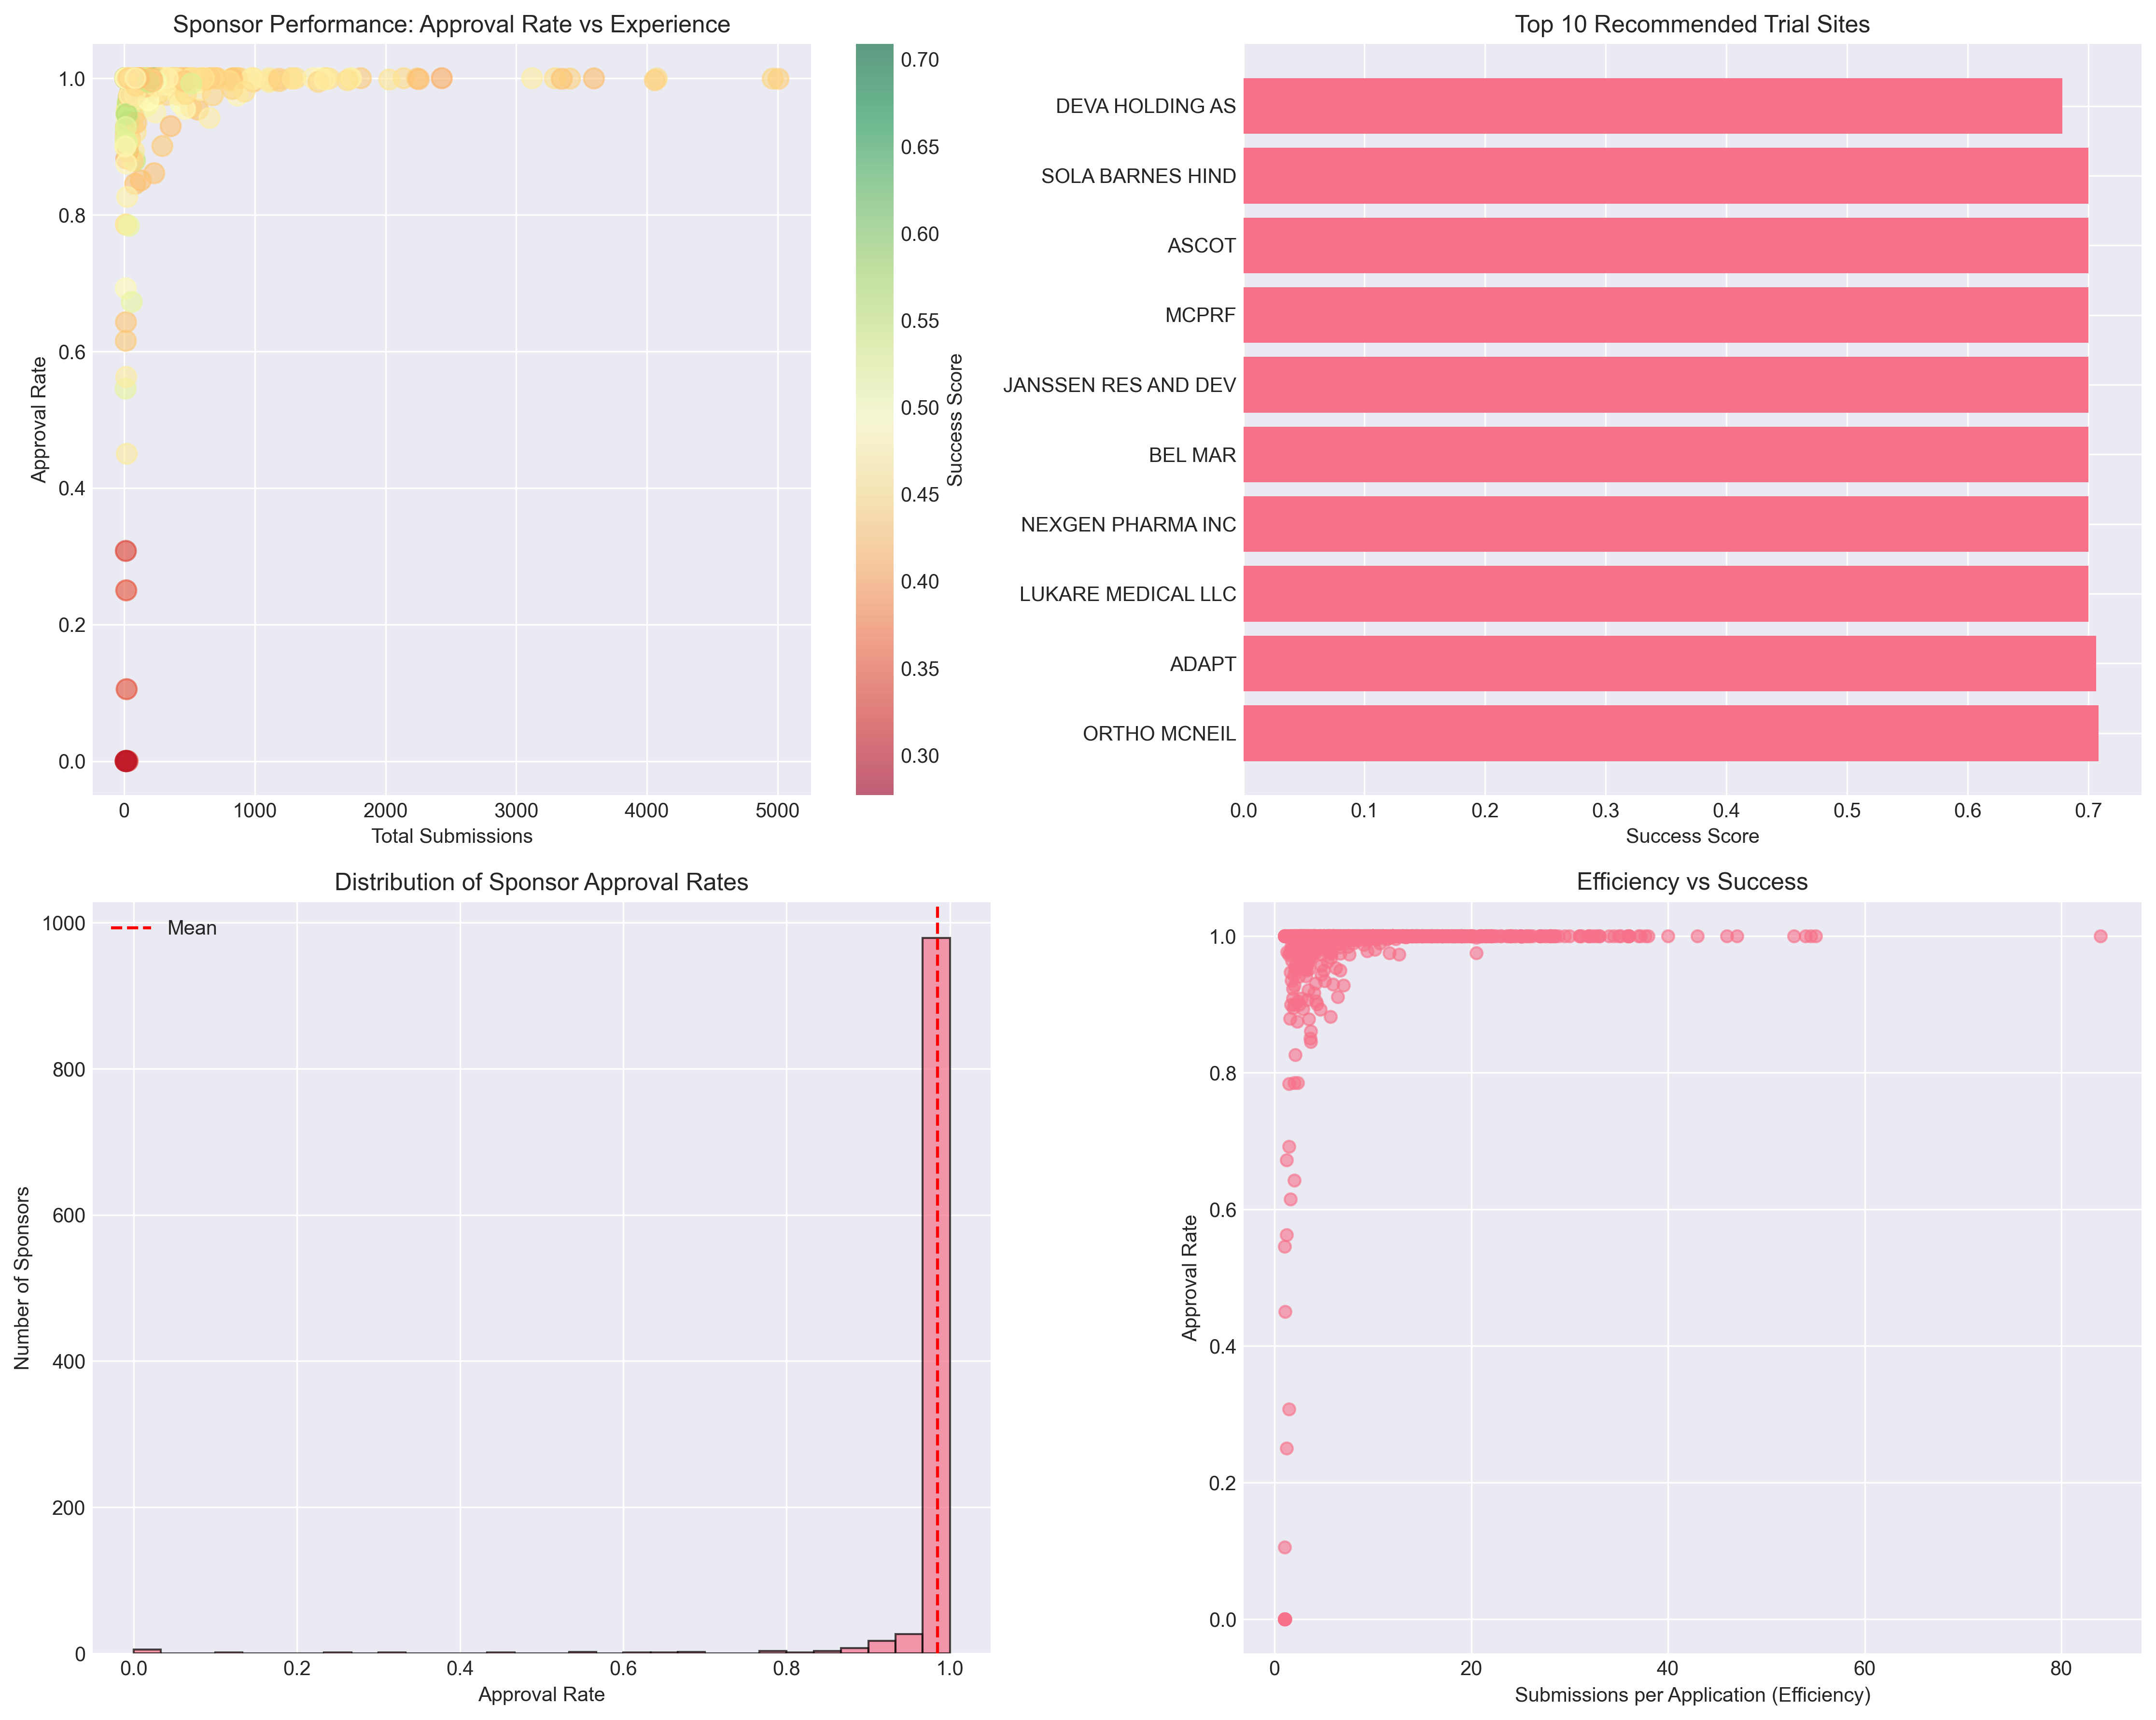 Sponsor Performance: Approval Rate vs Experience
1.0
0.8
0.6
0.4
0.2
0.0
Approval Rate
0
1000
2000
3000
4000
5000
Total Submissions
0.70
0.65
0.60
0.55
0.50
0.45
0.40
0.35
0.30
Success Score
Top 10 Recommended Trial Sites
DEVA HOLDING AS
SOLA BARNES HIND
ASCOT
MCPRF
JANSSEN RES AND DEV
BEL MAR
NEXGEN PHARMA INC
LUKARE MEDICAL LLC
ADAPT
ORTHO MCNEIL
0.0
0.1
0.2
0.3
0.4
0.5
0.6
0.7
Success Score
Distribution of Sponsor Approval Rates
Mean
1000
800
600
400
200
0
Number of Sponsors
0.0
0.2
0.4
0.6
0.8
1.0
Approval Rate
Efficiency vs Success
1.0
0.8
0.6
0.4
0.2
0.0
Approval Rate
0
20
40
60
80
Submissions per Application (Efficiency)